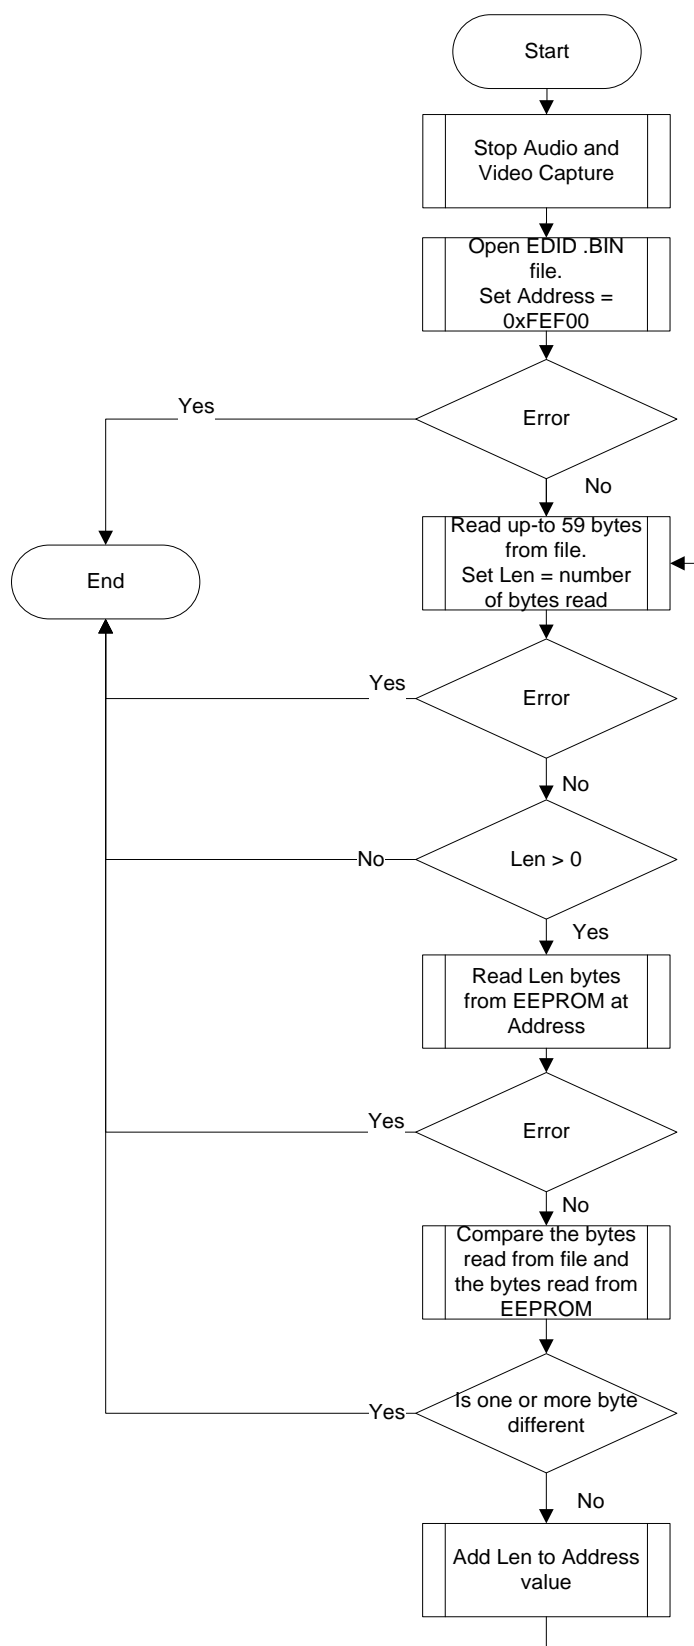 Start
Stop Audio and
Video Capture
Open EDID .BIN
file.
Set Address =
0xFEF00
Yes
Error
No
Read up-to 59 bytes
from file.
Set Len = number
of bytes read
End
Yes
Error
No
No
Len > 0
Yes
Read Len bytes
from EEPROM at
Address
Yes
Error
No
Compare the bytes
read from file and
the bytes read from
EEPROM
Yes
Is one or more byte
different
No
Add Len to Address
value